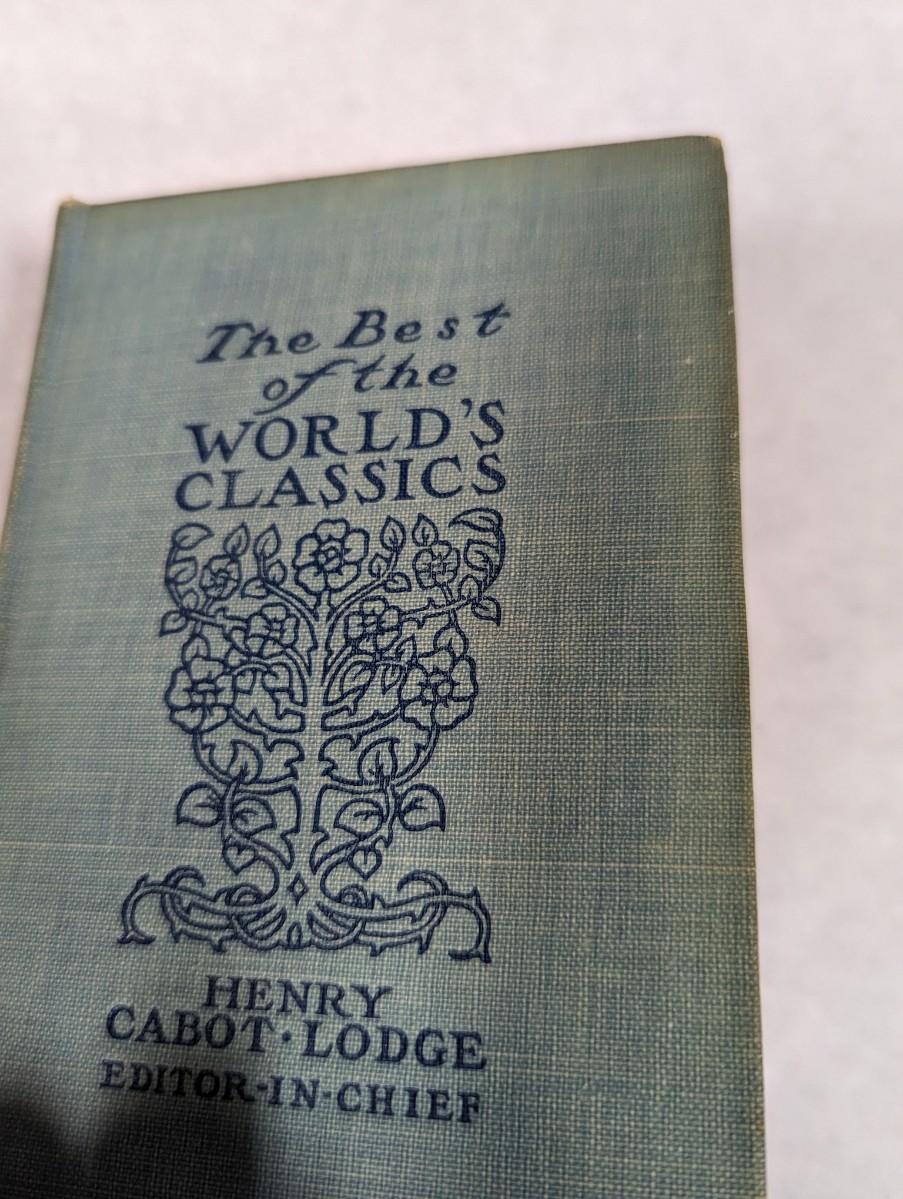 The Best
of the
WORLD'S
CLASSICS
HENRY
CABOT·LODGE
EDITOR-IN-CHIEF